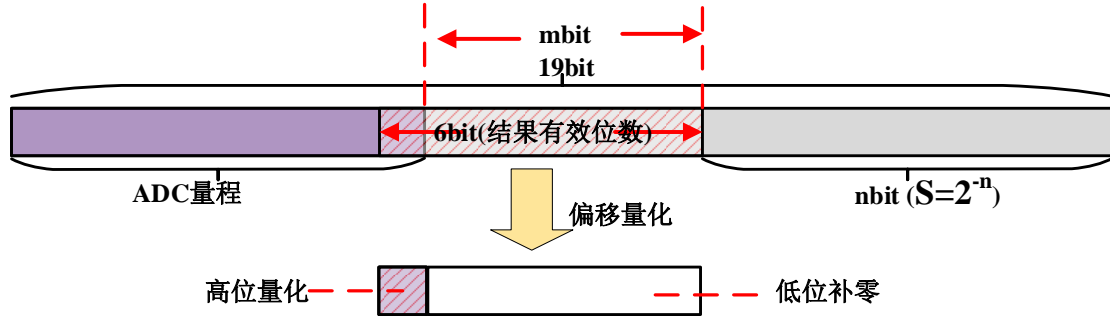 mbit
19bit
6bit(结果有效位数)
ADC量程
nbit (S=2⁻ⁿ)
偏移量化
高位量化
低位补零